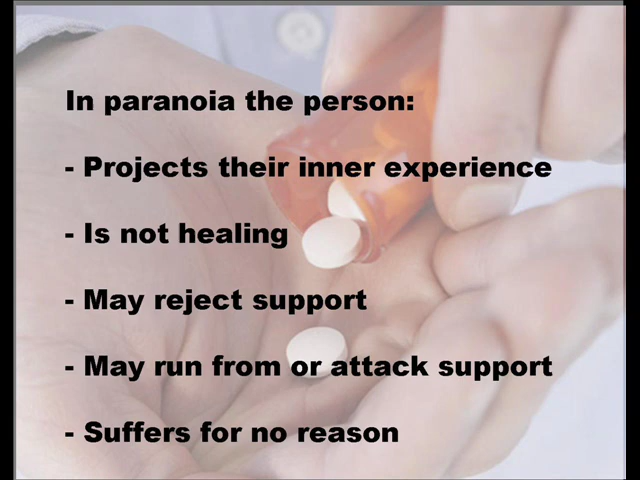 In paranoia the person:
- Projects their inner experience
- Is not healing
- May reject support
- May run from or attack support
- Suffers for no reason